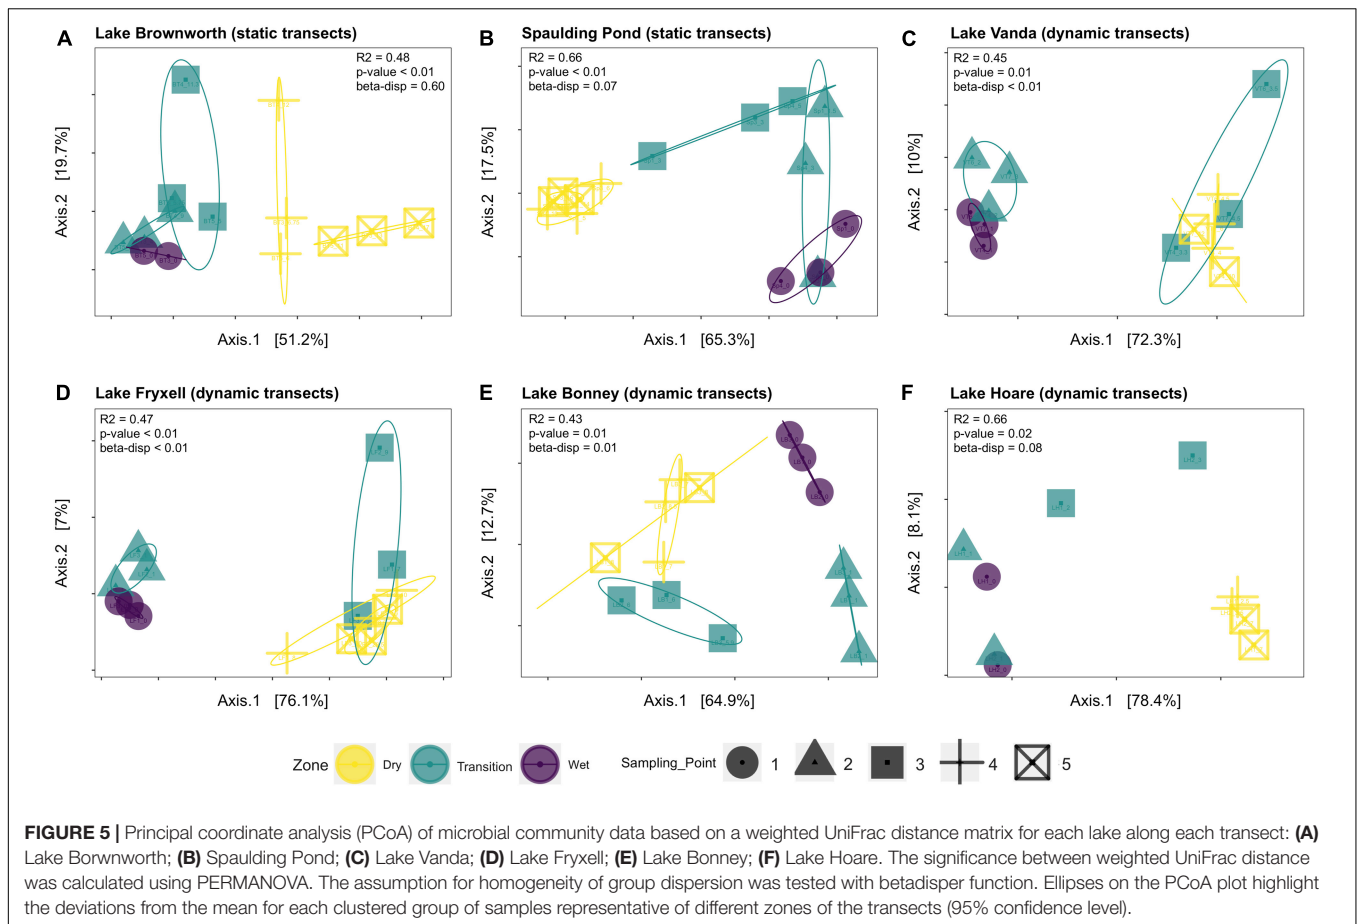 A Lake Brownworth (static transects)
R2 = 0.48
p-value < 0.01
beta-disp = 0.60
Axis.2 [19.7%]
Axis.1 [51.2%]
B Spaulding Pond (static transects)
R2 = 0.66
p-value < 0.01
beta-disp = 0.07
Axis.2 [17.5%]
Axis.1 [65.3%]
C Lake Vanda (dynamic transects)
R2 = 0.45
p-value = 0.01
beta-disp < 0.01
Axis.2 [10%]
Axis.1 [72.3%]
D Lake Fryxell (dynamic transects)
R2 = 0.47
p-value < 0.01
beta-disp < 0.01
Axis.2 [7%]
Axis.1 [76.1%]
E Lake Bonney (dynamic transects)
R2 = 0.43
p-value = 0.01
beta-disp = 0.01
Axis.2 [12.7%]
Axis.1 [64.9%]
F Lake Hoare (dynamic transects)
R2 = 0.66
p-value = 0.02
beta-disp = 0.08
Axis.2 [8.1%]
Axis.1 [78.4%]
Zone Dry Transition Wet Sampling_Point 1 2 3 4 5
FIGURE 5 | Principal coordinate analysis (PCoA) of microbial community data based on a weighted UniFrac distance matrix for each lake along each transect: (A)
Lake Borwnworth; (B) Spaulding Pond; (C) Lake Vanda; (D) Lake Fryxell; (E) Lake Bonney; (F) Lake Hoare. The significance between weighted UniFrac distance
was calculated using PERMANOVA. The assumption for homogeneity of group dispersion was tested with betadisper function. Ellipses on the PCoA plot highlight
the deviations from the mean for each clustered group of samples representative of different zones of the transects (95% confidence level).